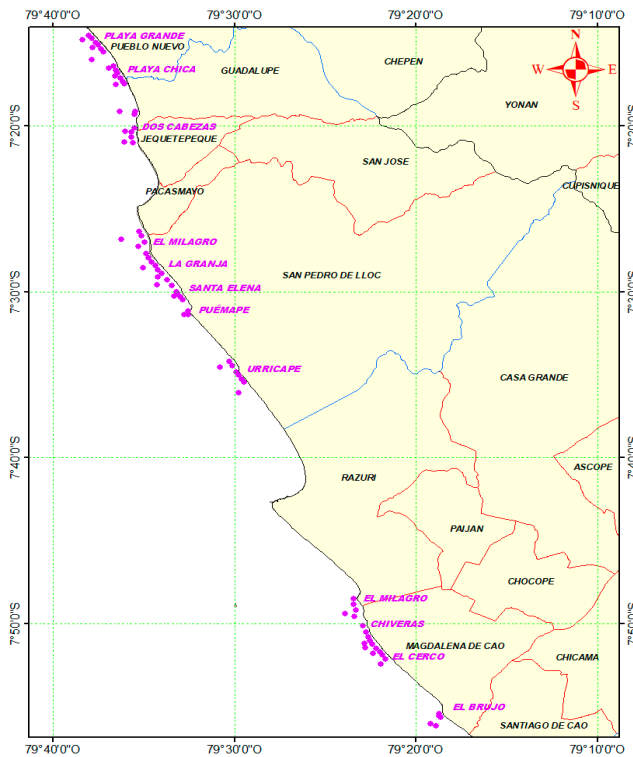 79°40'0"O 79°30'0"O 79°20'0"O 79°10'0"O
PLAYA GRANDE
PUEBLO NUEVO
N
CHEPEN
PLAYA CHICA
GUADALUPE
W E
YONAN
S
7°20'0"S 7°20'0"S
DOS CABEZAS
JEQUETEPEQUE
SAN JOSE
CUPISNIQUE
PACASMAYO
EL MILAGRO
LA GRANJA
SAN PEDRO DE LLOC
SANTA ELENA
7°30'0"S 7°30'0"S
PUÉMAPE
URRICAPE
CASA GRANDE
7°40'0"S 7°40'0"S
ASCOPE
RAZURI
PAIJAN
CHOCOPE
EL MILAGRO
7°50'0"S 7°50'0"S
CHIVERAS
MAGDALENA DE CAO
EL CERCO
CHICAMA
EL BRUJO
SANTIAGO DE CAO
79°40'0"O 79°30'0"O 79°20'0"O 79°10'0"O